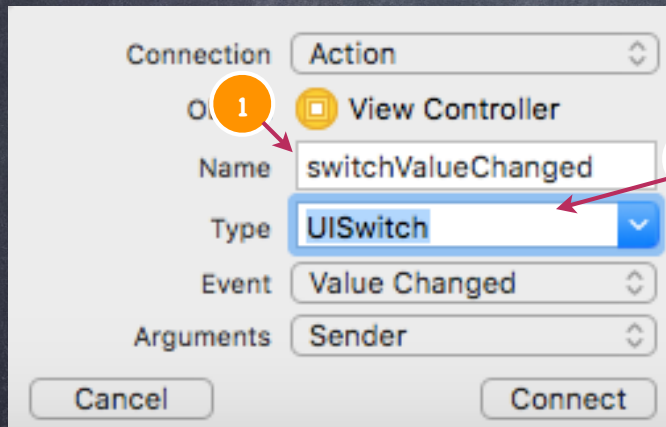 Connection Action
1 View Controller
Name switchValueChanged
Type UISwitch
Event Value Changed
Arguments Sender
Cancel Connect